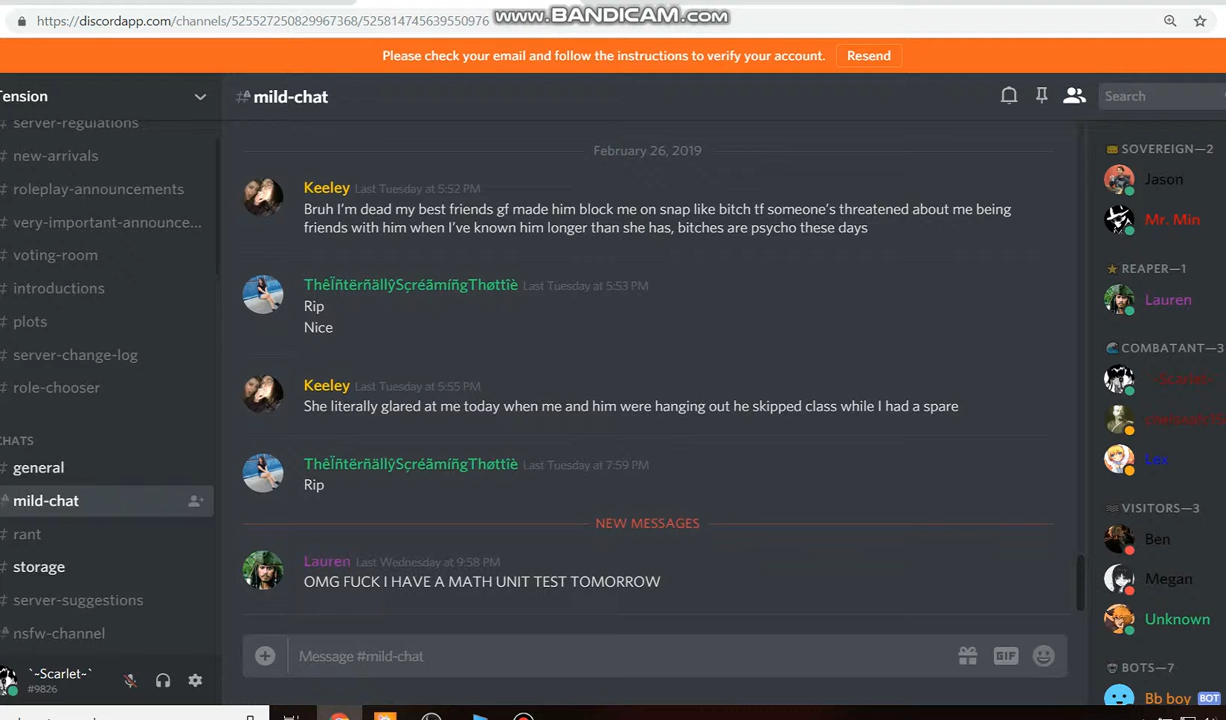 https://discordapp.com/channels/525527250829967368/525814745639550976
www.BANDICAM.com
Please check your email and follow the instructions to verify your account.
Resend
Tension
server-regulations
# new-arrivals
# roleplay-announcements
# very-important-announce...
# voting-room
# introductions
# plots
# server-change-log
# role-chooser
CHATS
# general
# mild-chat
# rant
# storage
# server-suggestions
# nsfw-channel
`~Scarlet~`
#9826
# mild-chat
Search
February 26, 2019
Keeley Last Tuesday at 5:52 PM
Bruh I’m dead my best friends gf made him block me on snap like bitch tf someone’s threatened about me being
friends with him when I’ve known him longer than she has, bitches are psycho these days
ThêÏñtërñällŷSçréãmíñgThøttîè Last Tuesday at 5:53 PM
Rip
Nice
Keeley Last Tuesday at 5:55 PM
She literally glared at me today when me and him were hanging out he skipped class while I had a spare
ThêÏñtërñällŷSçréãmíñgThøttîè Last Tuesday at 7:59 PM
Rip
NEW MESSAGES
Lauren Last Wednesday at 9:58 PM
OMG FUCK I HAVE A MATH UNIT TEST TOMORROW
Message #mild-chat
GIF
SOVEREIGN—2
Jason
Mr. Min
REAPER—1
Lauren
COMBATANT—3
Lex
VISITORS—3
Ben
Megan
Unknown
BOTS—7
Bb boy BOT